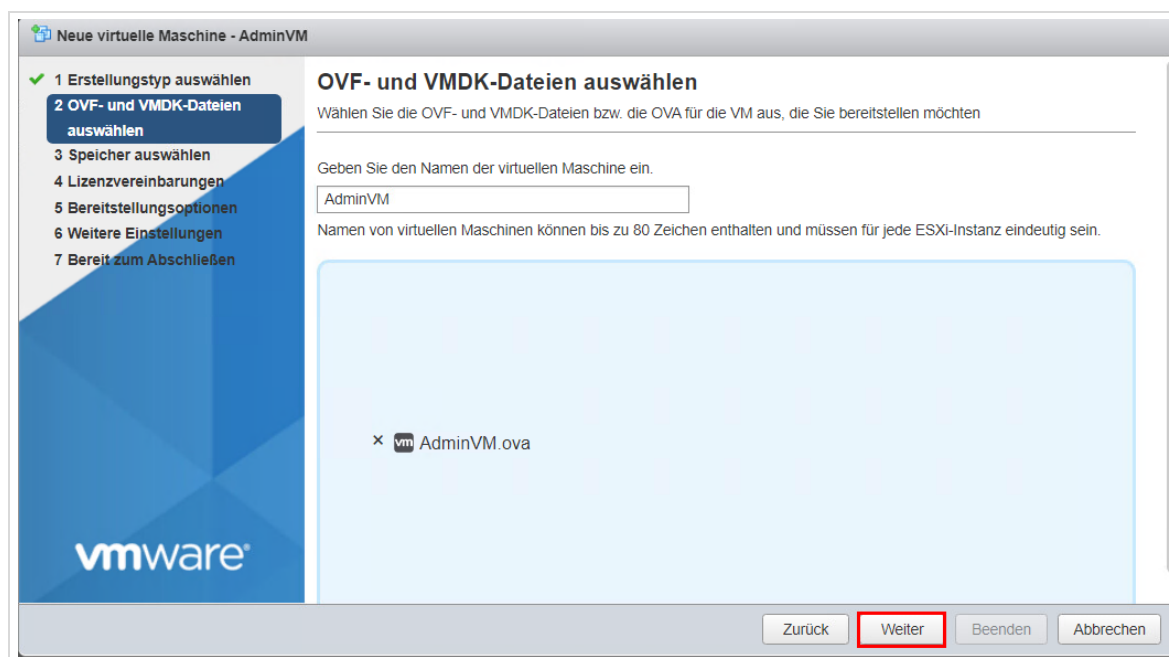 Neue virtuelle Maschine - AdminVM
1 Erstellungstyp auswählen
2 OVF- und VMDK-Dateien
auswählen
3 Speicher auswählen
4 Lizenzvereinbarungen
5 Bereitstellungsoptionen
6 Weitere Einstellungen
7 Bereit zum Abschließen
vmware®
OVF- und VMDK-Dateien auswählen
Wählen Sie die OVF- und VMDK-Dateien bzw. die OVA für die VM aus, die Sie bereitstellen möchten
Geben Sie den Namen der virtuellen Maschine ein.
AdminVM
Namen von virtuellen Maschinen können bis zu 80 Zeichen enthalten und müssen für jede ESXi-Instanz eindeutig sein.
× vm AdminVM.ova
Zurück Weiter Beenden Abbrechen